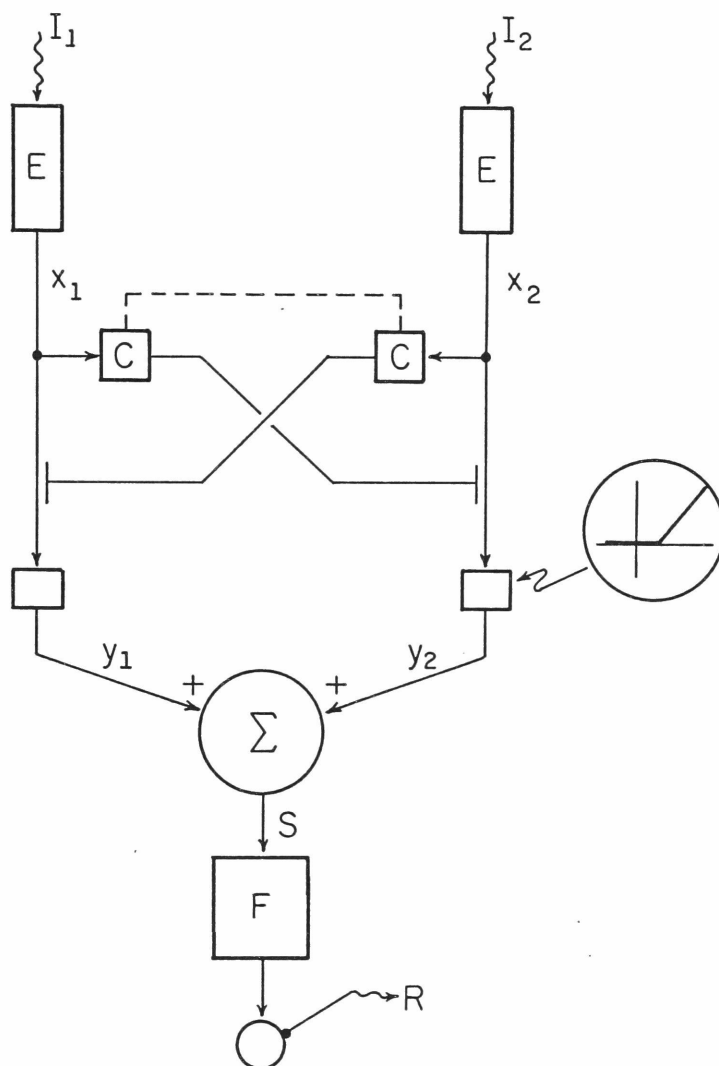 I₁ I₂
E E
x₁ x₂
C C
y₁ y₂
+ +
Σ
S
F
R